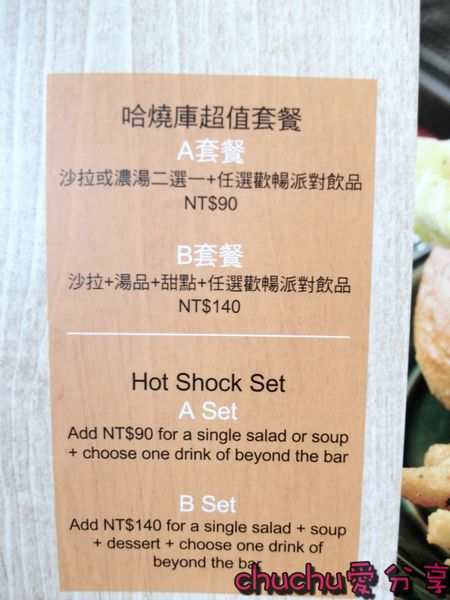 哈燒庫超值套餐
A套餐
沙拉或濃湯二選一+任選歡暢派對飲品
NT$90
B套餐
沙拉+湯品+甜點+任選歡暢派對飲品
NT$140
Hot Shock Set
A Set
Add NT$90 for a single salad or soup
+ choose one drink of beyond the bar
B Set
Add NT$140 for a single salad + soup
+ dessert + choose one drink of
beyond the bar
chuchu愛分享